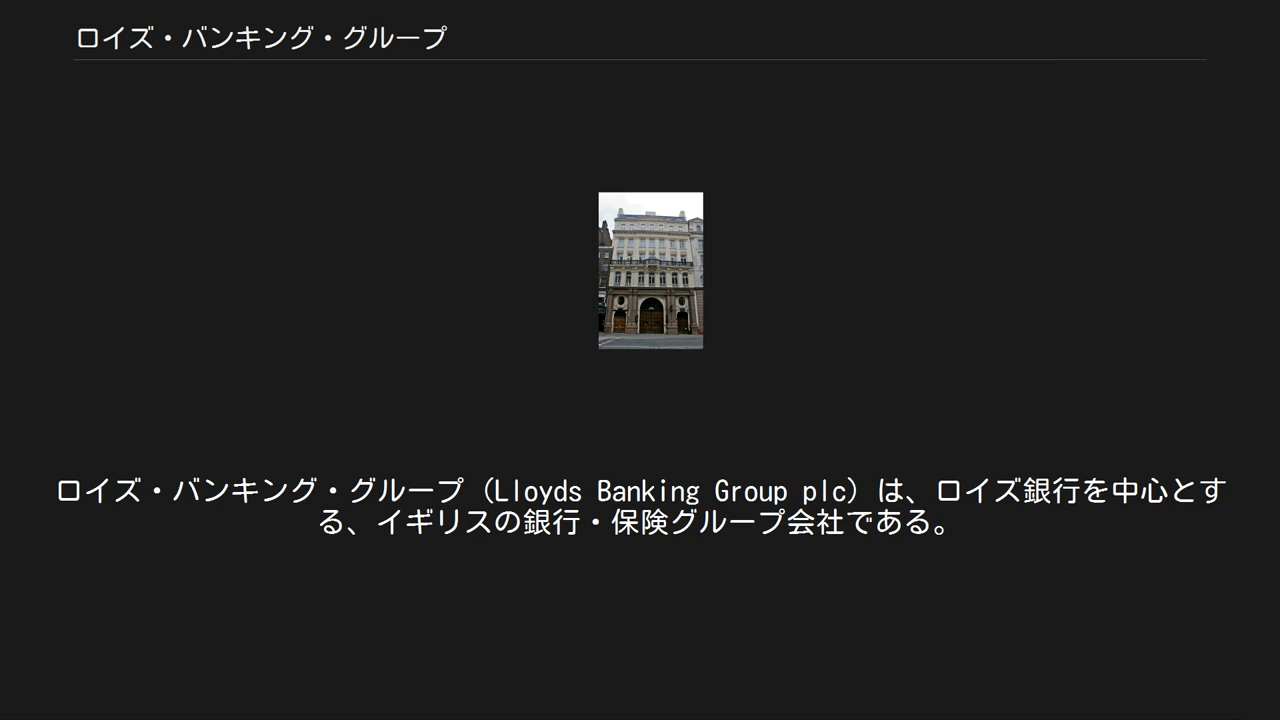 ロイズ・バンキング・グループ
ロイズ・バンキング・グループ（Lloyds Banking Group plc）は、ロイズ銀行を中心とす
る、イギリスの銀行・保険グループ会社である。